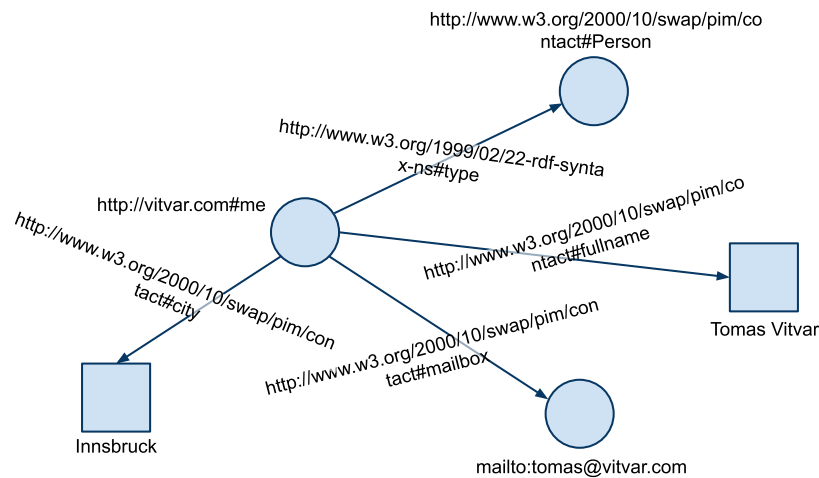 http://www.w3.org/2000/10/swap/pim/co
ntact#Person
http://www.w3.org/1999/02/22-rdf-synta
x-ns#type
http://vitvar.com#me
http://www.w3.org/2000/10/swap/pim/co
ntact#fullname
http://www.w3.org/2000/10/swap/pim/con
tact#city
Tomas Vitvar
http://www.w3.org/2000/10/swap/pim/con
tact#mailbox
Innsbruck
mailto:tomas@vitvar.com